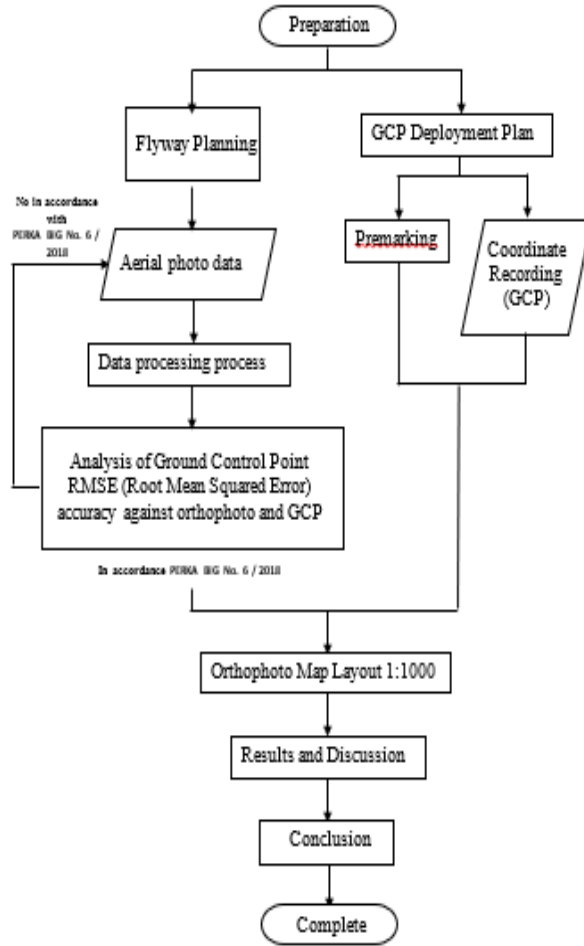 Preparation
Flyway Planning
GCP Deployment Plan
No in accordance
with
PERKA BIG No. 6 /
2018
Aerial photo data
Premarking
Coordinate
Recording
(GCP)
Data processing process
Analysis of Ground Control Point
RMSE (Root Mean Squared Error)
accuracy against orthophoto and GCP
In accordance PERKA BIG No. 6 / 2018
Orthophoto Map Layout 1:1000
Results and Discussion
Conclusion
Complete